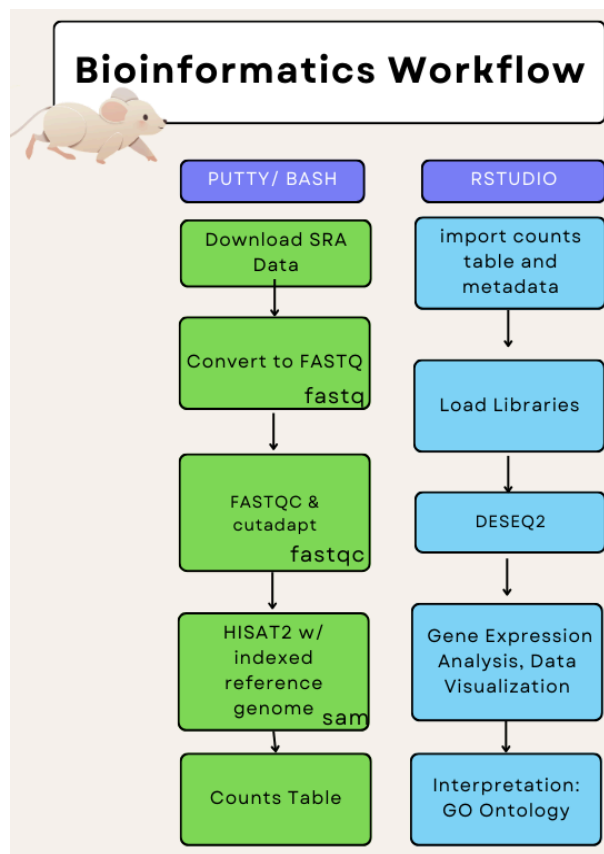 Bioinformatics Workflow
PUTTY/ BASH
Download SRA
Data
Convert to FASTQ
fastq
FASTQC &
cutadapt
fastqc
HISAT2 w/
indexed
reference
genome
sam
Counts Table
RSTUDIO
import counts
table and
metadata
Load Libraries
DESEQ2
Gene Expression
Analysis, Data
Visualization
Interpretation:
GO Ontology